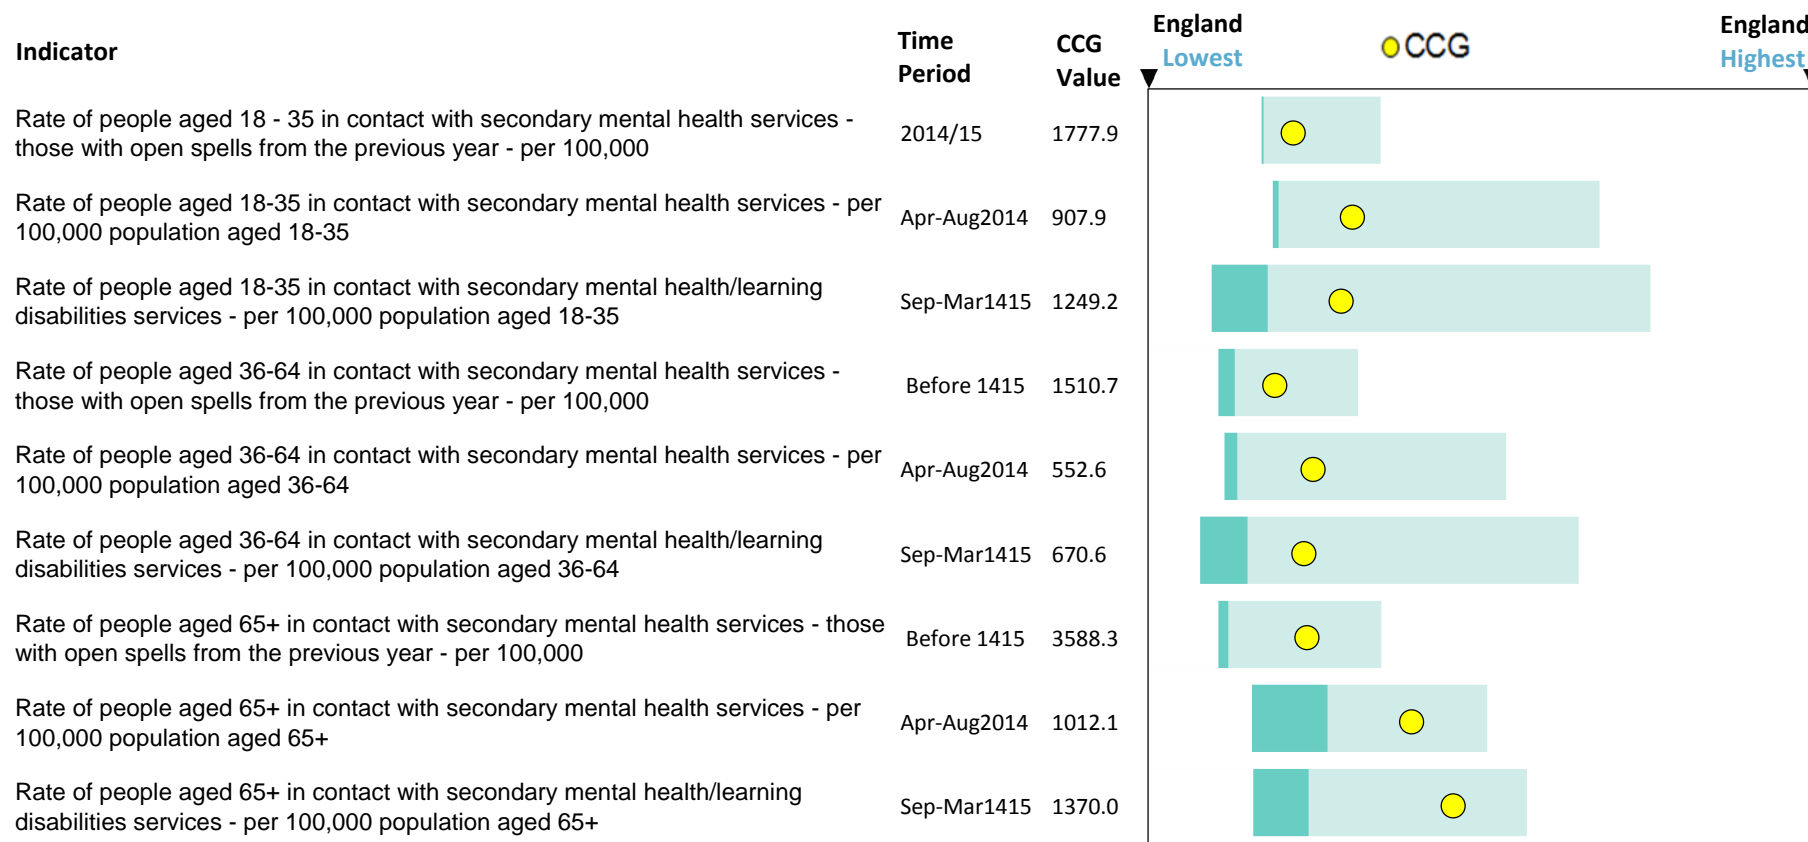 Indicator
Time
Period
CCG
Value
England
Lowest
CCG
England
Highest
Rate of people aged 18 - 35 in contact with secondary mental health services -
those with open spells from the previous year - per 100,000
2014/15
1777.9
Rate of people aged 18-35 in contact with secondary mental health services - per
100,000 population aged 18-35
Apr-Aug2014
907.9
Rate of people aged 18-35 in contact with secondary mental health/learning
disabilities services - per 100,000 population aged 18-35
Sep-Mar1415
1249.2
Rate of people aged 36-64 in contact with secondary mental health services -
those with open spells from the previous year - per 100,000
Before 1415
1510.7
Rate of people aged 36-64 in contact with secondary mental health services - per
100,000 population aged 36-64
Apr-Aug2014
552.6
Rate of people aged 36-64 in contact with secondary mental health/learning
disabilities services - per 100,000 population aged 36-64
Sep-Mar1415
670.6
Rate of people aged 65+ in contact with secondary mental health services - those
with open spells from the previous year - per 100,000
Before 1415
3588.3
Rate of people aged 65+ in contact with secondary mental health services - per
100,000 population aged 65+
Apr-Aug2014
1012.1
Rate of people aged 65+ in contact with secondary mental health/learning
disabilities services - per 100,000 population aged 65+
Sep-Mar1415
1370.0